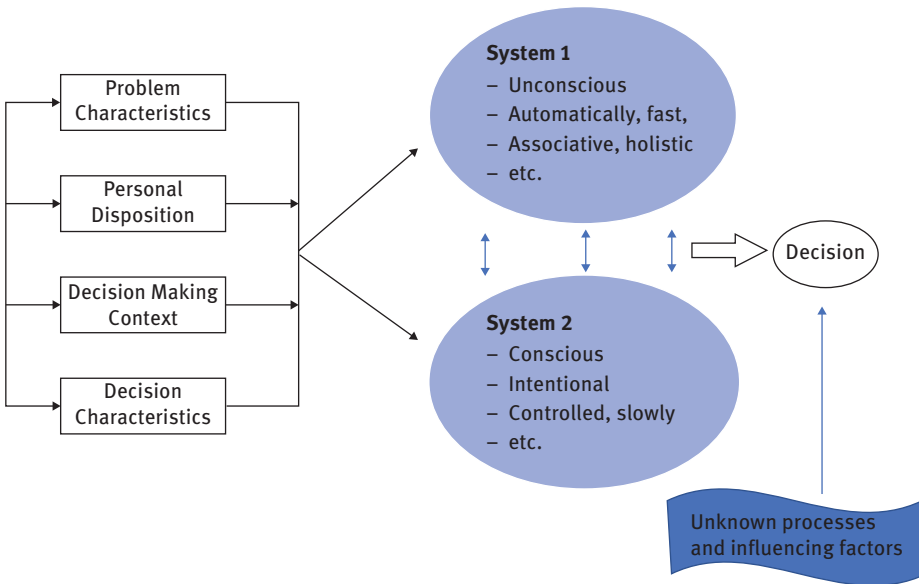 Problem
Characteristics
Personal
Disposition
Decision Making
Context
Decision
Characteristics
System 1
– Unconscious
– Automatically, fast,
– Associative, holistic
– etc.
System 2
– Conscious
– Intentional
– Controlled, slowly
– etc.
Decision
Unknown processes
and influencing factors